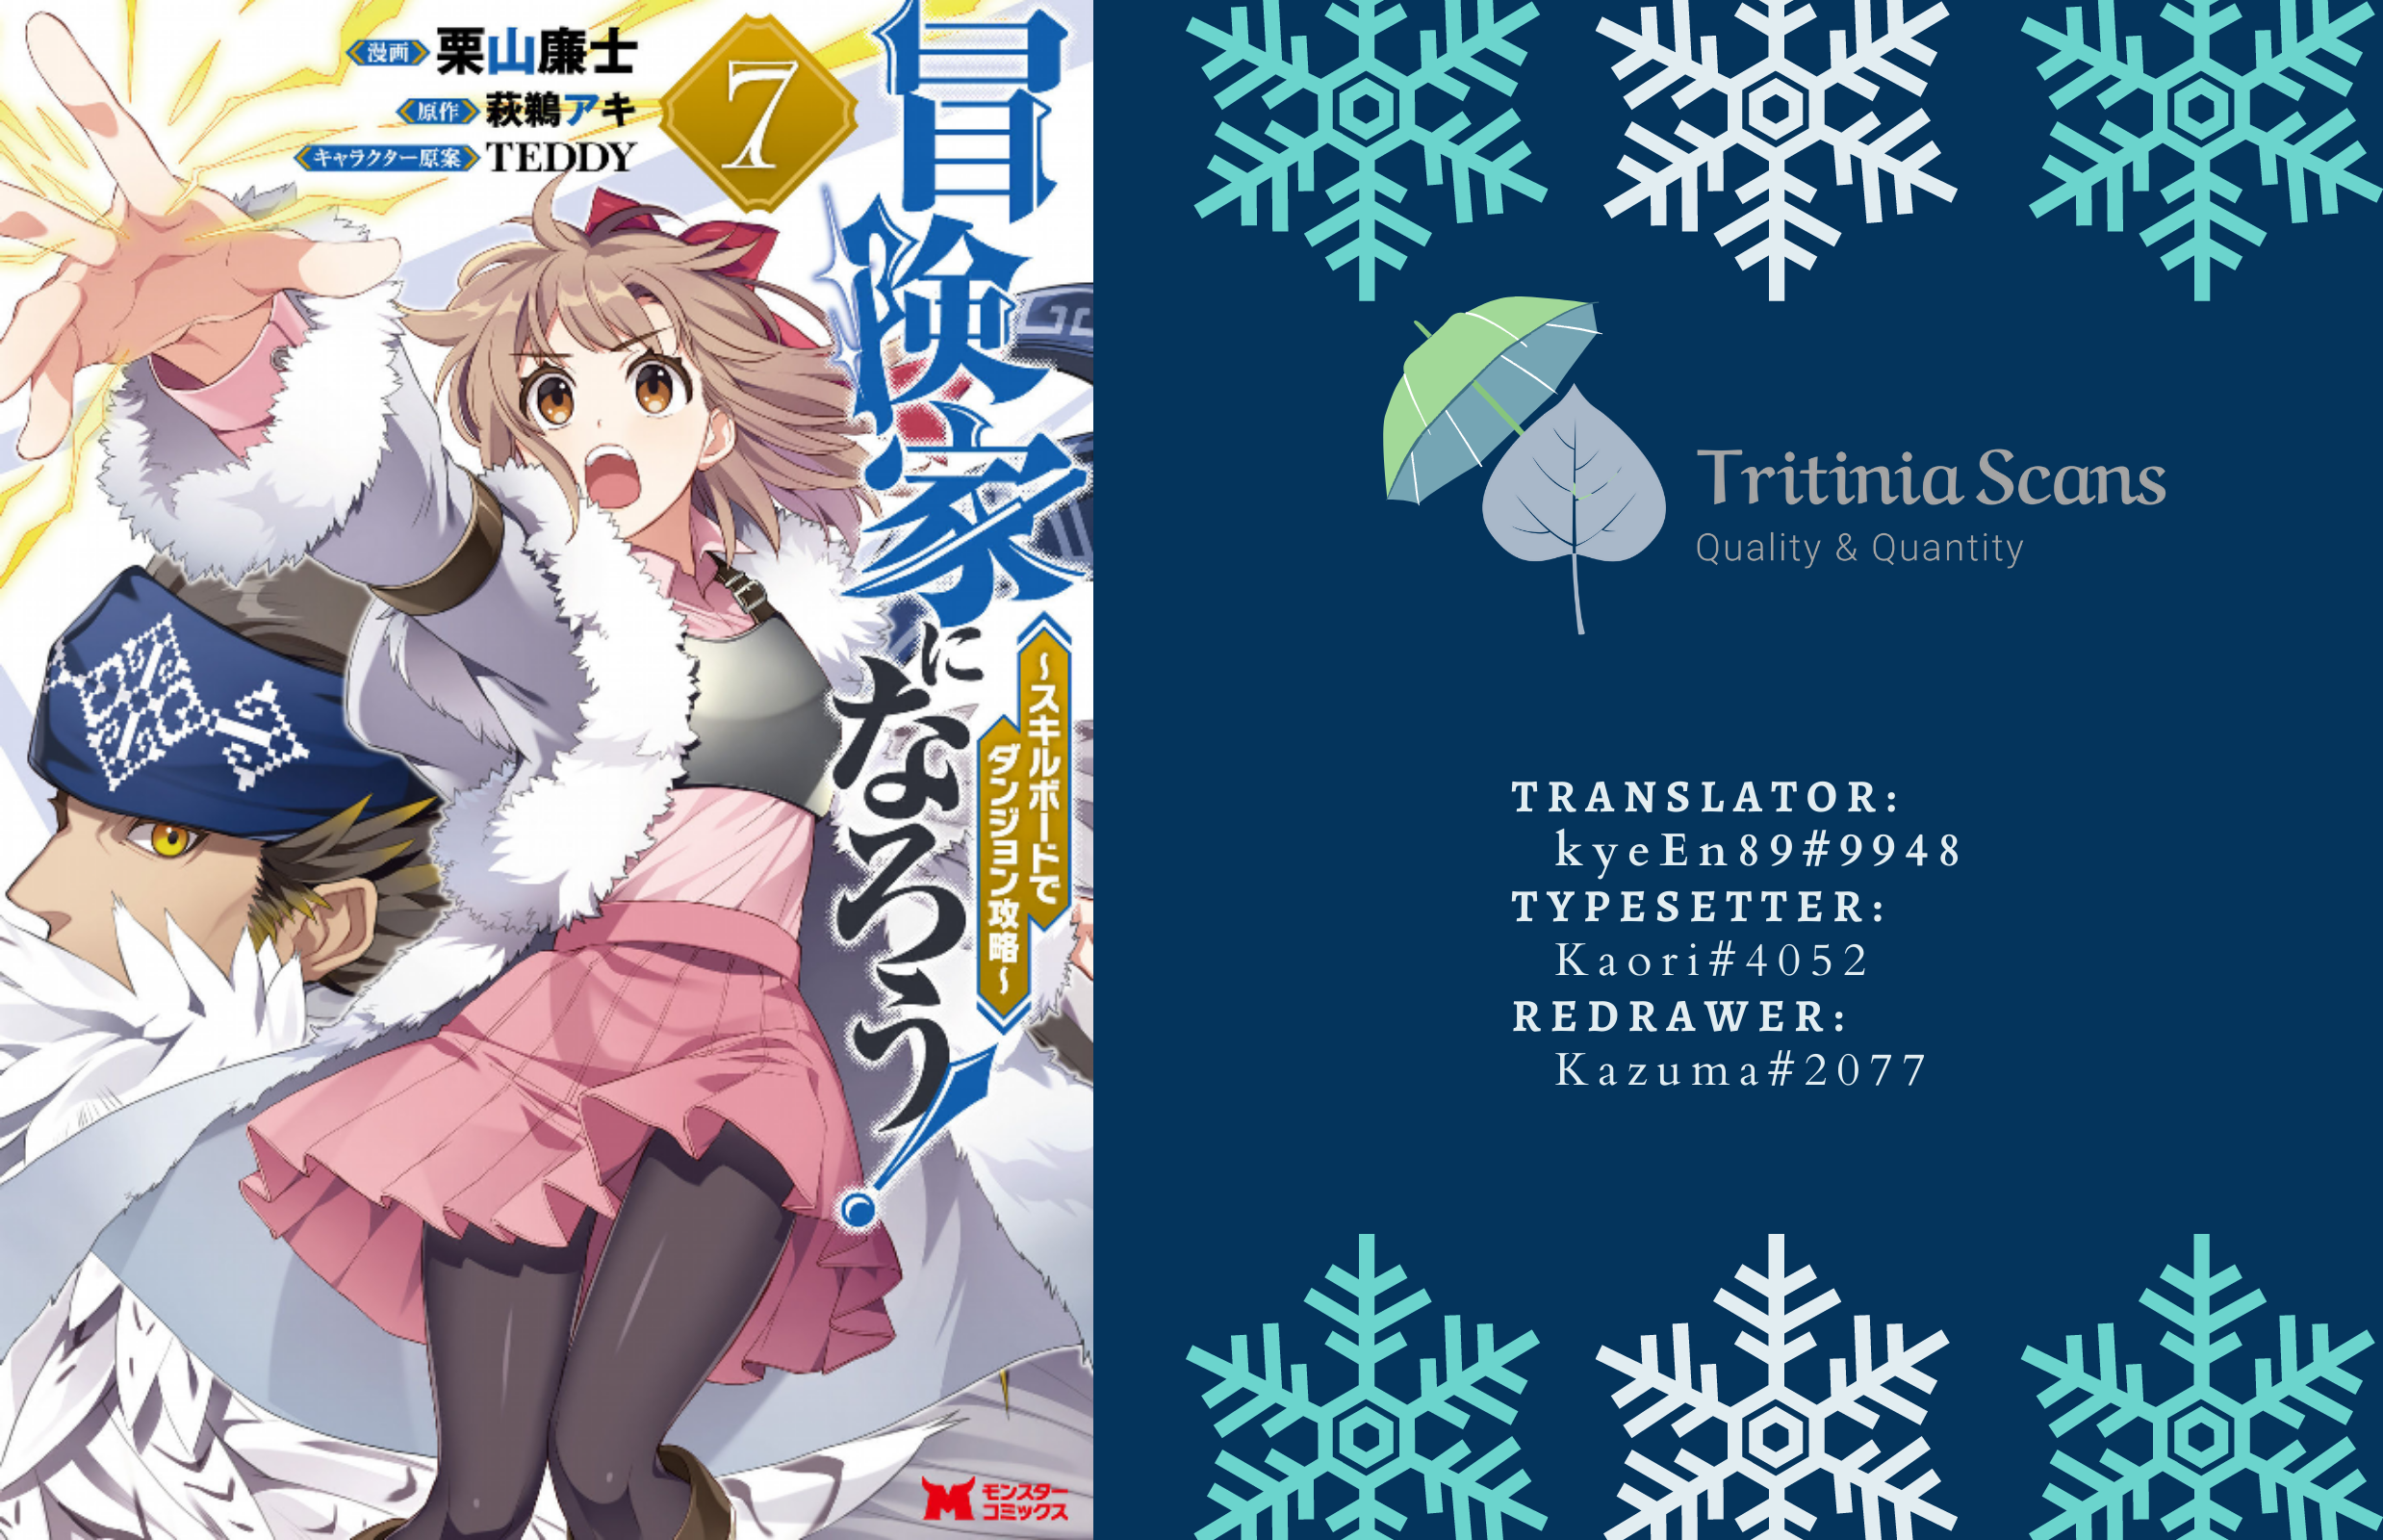 《漫画》栗山廉士
《原作》萩鵜アキ
《キャラクター原案》TEDDY
7
冒険家になろう!
~スキルボードで
ダンジョン攻略~
モンスター
コミックス
Tritinia Scans
Quality & Quantity
TRANSLATOR:
kyeEn89#9948
TYPESETTER:
Kaori#4052
REDRAWER:
Kazuma#2077